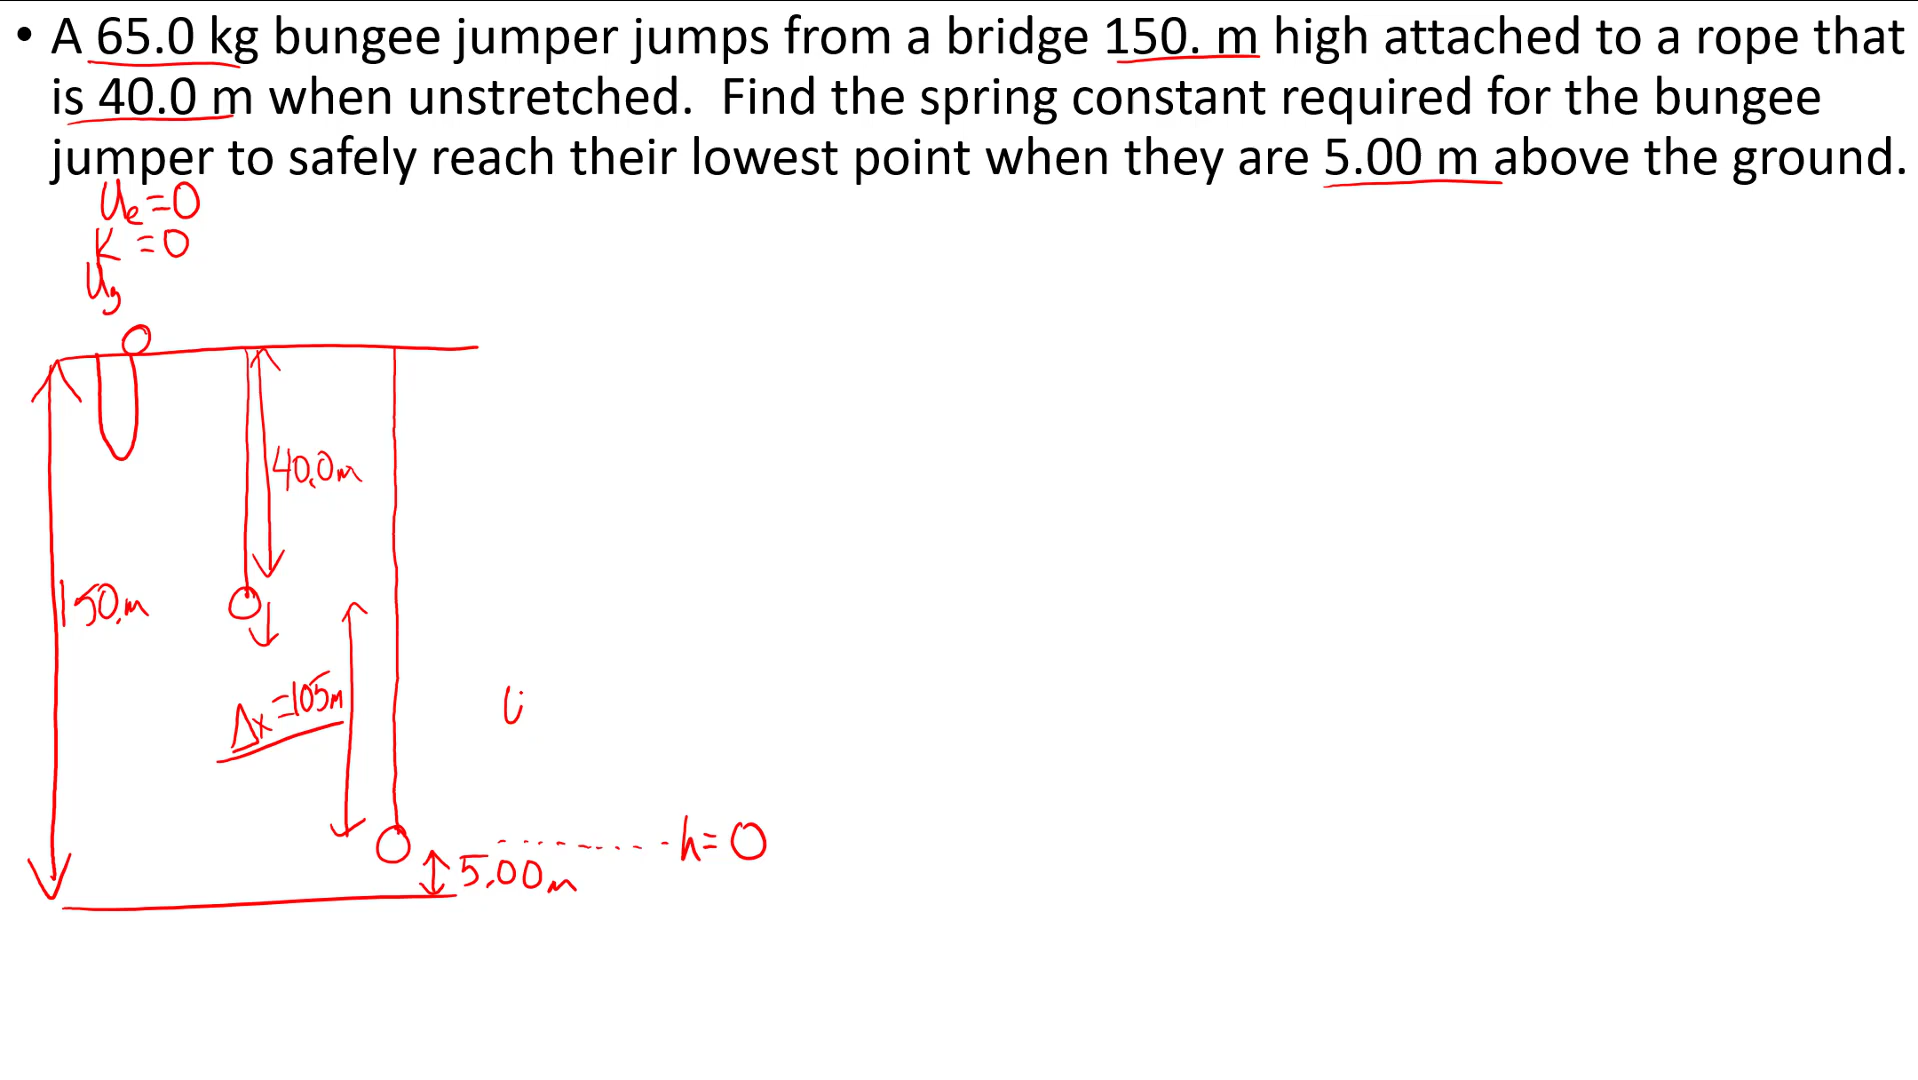 • A 65.0 kg bungee jumper jumps from a bridge 150. m high attached to a rope that
is 40.0 m when unstretched.  Find the spring constant required for the bungee
jumper to safely reach their lowest point when they are 5.00 m above the ground.
Ue=0
K=0
Ug
40.0m
150.m
Δx=105m
h=0
5.00m